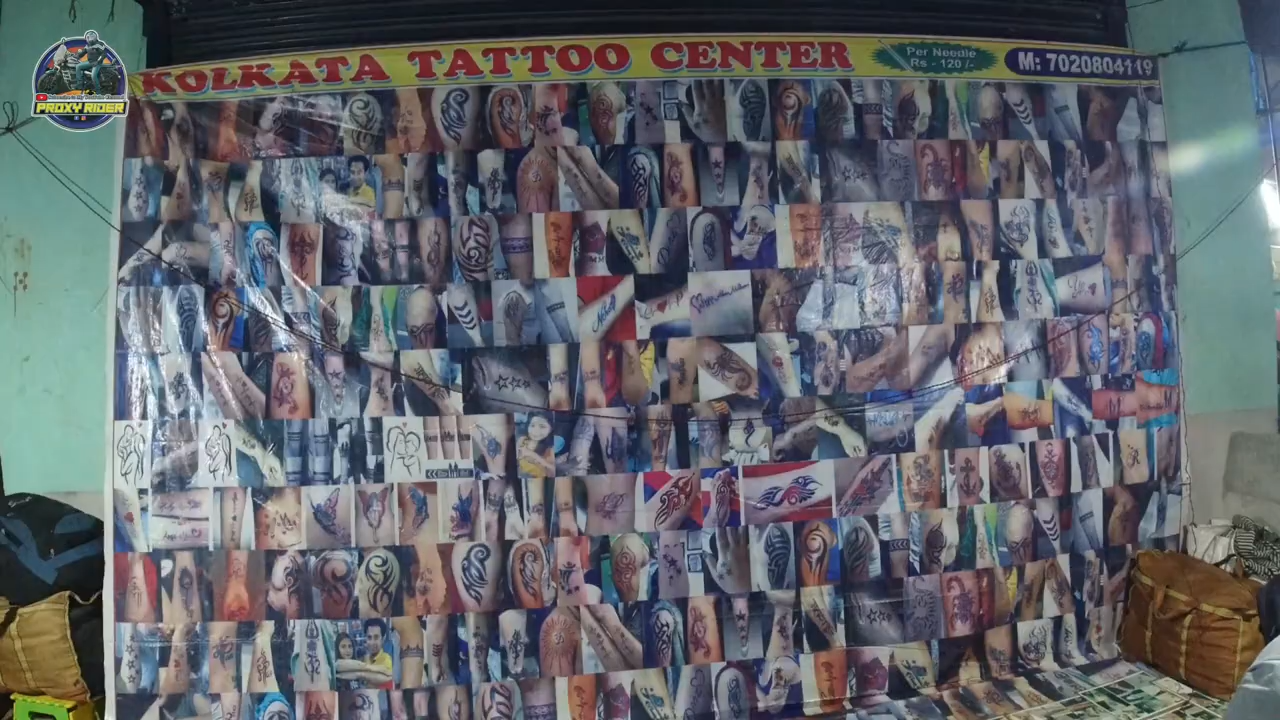 KOLKATA TATTOO CENTER
Per Needle
Rs - 120 /-
M: 7020804119
PROXY RIDER